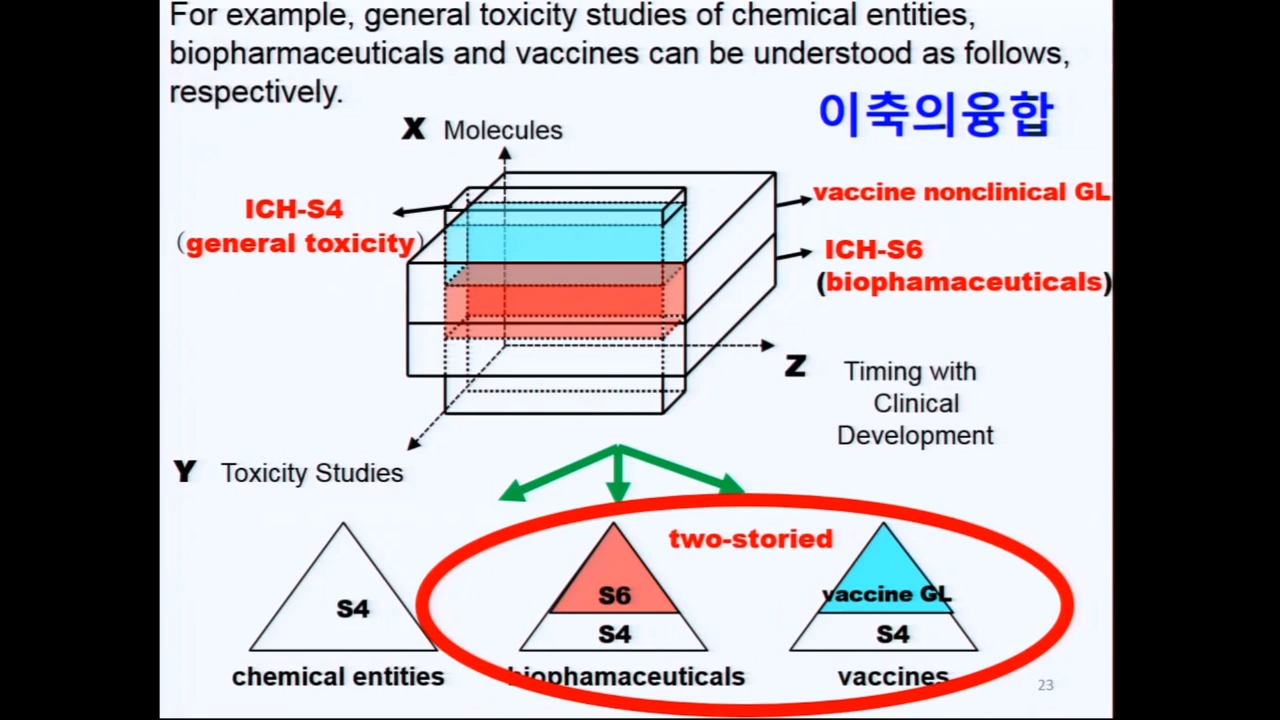 For example, general toxicity studies of chemical entities,
biopharmaceuticals and vaccines can be understood as follows,
respectively.
이축의융합
X Molecules
ICH-S4
(general toxicity)
vaccine nonclinical GL
ICH-S6
(biophamaceuticals)
Z Timing with
Clinical
Development
Y Toxicity Studies
two-storied
S4
S6
S4
vaccine GL
S4
chemical entities
biophamaceuticals
vaccines
23